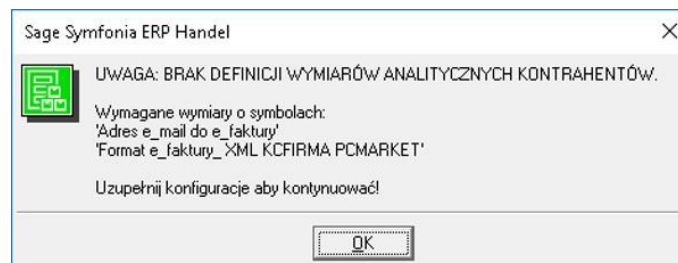 Sage Symfonia ERP Handel
UWAGA: BRAK DEFINICJI WYMIARÓW ANALITYCZNYCH KONTRAHENTÓW.
Wymagane wymiary o symbolach:
'Adres e_mail do e_faktury'
'Format e_faktury_ XML KCFIRMA PCMARKET'
Uzupełnij konfiguracje aby kontynuować!
OK